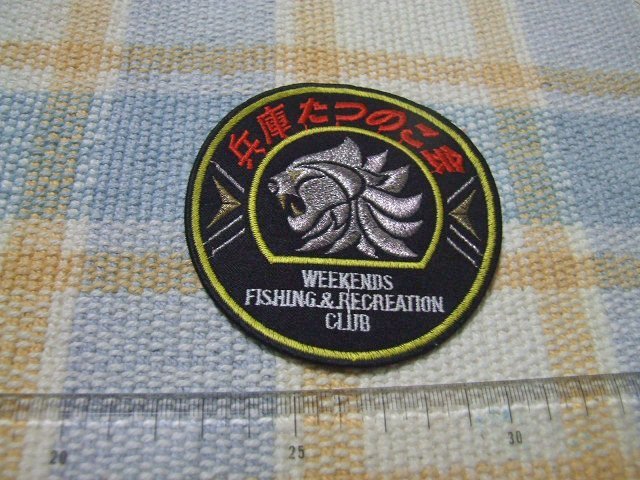 兵庫たつのこ会
WEEKENDS
FISHING & RECREATION
CLUB
20 25 30